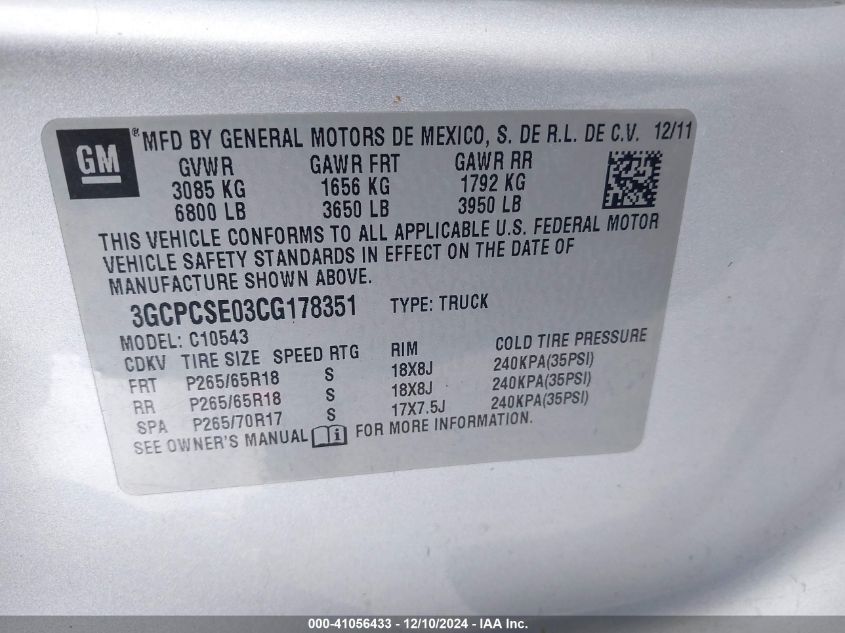 GM
® MFD BY GENERAL MOTORS DE MEXICO, S. DE R.L. DE C.V. 12/11
GVWR GAWR FRT GAWR RR
3085 KG 1656 KG 1792 KG
6800 LB 3650 LB 3950 LB
THIS VEHICLE CONFORMS TO ALL APPLICABLE U.S. FEDERAL MOTOR
VEHICLE SAFETY STANDARDS IN EFFECT ON THE DATE OF
MANUFACTURE SHOWN ABOVE.
3GCPCSE03CG178351 TYPE: TRUCK
MODEL: C10543
CDKV TIRE SIZE SPEED RTG RIM COLD TIRE PRESSURE
FRT P265/65R18 S 18X8J 240KPA(35PSI)
RR P265/65R18 S 18X8J 240KPA(35PSI)
SPA P265/70R17 S 17X7.5J 240KPA(35PSI)
SEE OWNER'S MANUAL i FOR MORE INFORMATION.
000-41056433 - 12/10/2024 - IAA Inc.